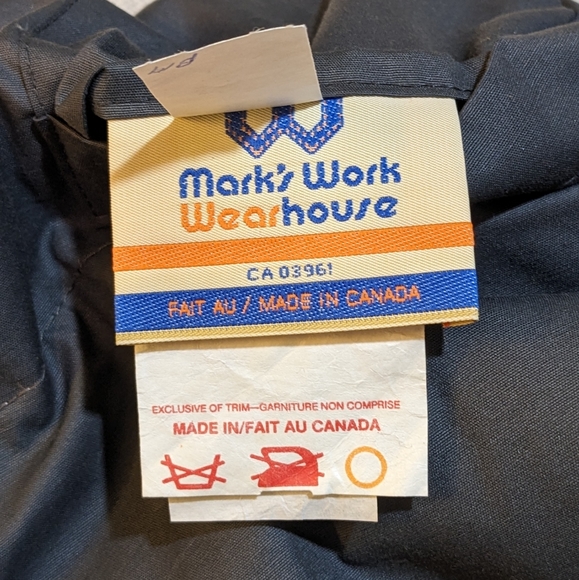 Mark's Work
Wearhouse
CA 03961
FAIT AU / MADE IN CANADA
EXCLUSIVE OF TRIM—GARNITURE NON COMPRISE
MADE IN/FAIT AU CANADA